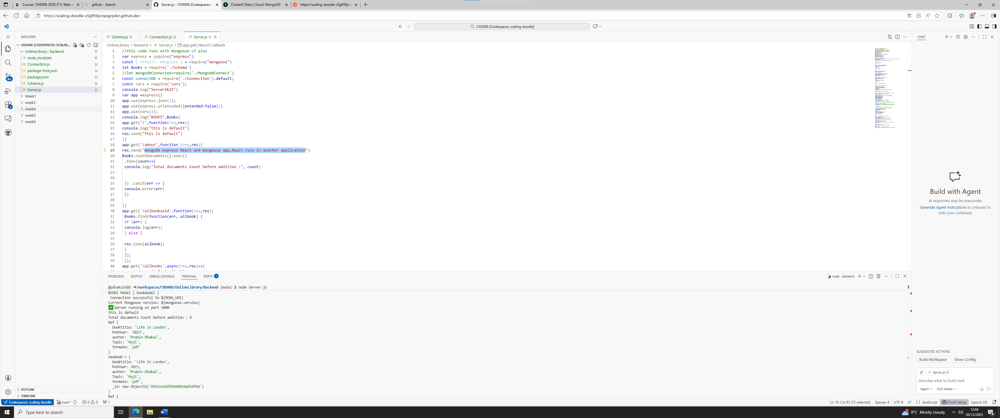 Course: CN5006 2526 (T1) Web a
github - Search
Server.js - CN5006 [Codespaces: s
Cluster0 Data | Cloud: MongoDB
https://scaling-doodle-x5g956jvr
https://scaling-doodle-x5g956jvrqwgcp4xr.github.dev
CN5006 [Codespaces: scaling doodle]
EXPLORER
CN5006 [CODESPACES: SCALIN...
OnlineLibrary / Backend
node_modules
JS Connection.js U
{} package-lock.json U
{} package.json U
JS Schema.js U
JS Server.js U
Week1
week3
week4
week5
week9
1K+
1
OUTLINE
TIMELINE
JS Schema.js U
JS Connection.js U
JS Server.js U
OnlineLibrary > Backend > JS Server.js > app.get('/about') callback
1 //this code runs with mongoose v7 plus
2 var express = require("express")
3 const { default: mongoose } = require("mongoose")
4 let Books = require('./Schema')
5 //let mongodbConnected=require('./MongodbConnect')
6 const connectDB = require('./Connection').default;
7 const cors = require('cors');
8 console.log("Server2k25")
9 var app =express()
10 app.use(express.json());
11 app.use(express.urlencoded({extended:false}))
12 app.use(cors());
13 console.log("BOOKS",Books)
14 app.get('/',function(req,res){
15 console.log("this is default")
16 res.send("This is default")
17 })
18 app.get('/about',function (req,res){
19 res.send("mongodb express React and mongoose app,React runs in another application")
20 Books.countDocuments().exec()
21 .then(count=>{
22 console.log("Total documents Count before addition :", count)
23
24
25 }) .catch(err => {
26 console.error(err)
27 })
28
29 })
30 app.get('/allbooksold',function(req,res){
31 Books.find(function(err, allbook) {
32 if (err) {
33 console.log(err);
34 } else {
35
36 res.json(allbook);
37 }
38 });
39 });
40 app.get('/allbooks',async(req,res)=>{
PROBLEMS OUTPUT DEBUG CONSOLE TERMINAL PORTS 1
node - Backend
@pdhakal688 ➜/workspaces/CN5006/OnlineLibrary/Backend (main) $ node Server.js
BOOKS Model { bookmodel }
Connection successful to ${MONG_URI}
Current Mongoose version: ${mongoose.version}
✅ Server running on port 5000
this is default
Total documents Count before addition : 0
Ref {
booktitle: 'Life in London',
PubYear: '2023',
author: 'Prabin Dhakal',
Topic: 'Muji',
formate: 'pdf'
}
newbook-> {
booktitle: 'Life in London',
PubYear: 2023,
author: 'Prabin Dhakal',
Topic: 'Muji',
formate: 'pdf',
_id: new ObjectId('6932ce1df9584803da954fb6')
}
Ref {
CHAT
Build with Agent
AI responses may be inaccurate.
Generate Agent Instructions to onboard AI
onto your codebase.
SUGGESTED ACTIONS
Build Workspace
Show Config
JS Server.js:19
Describe what to build next
Agent
Pick Model
Codespaces: scaling doodle
main*
0 0
1
Ln 19, Col 83 (72 selected)
Spaces: 4
UTF-8
LF
{} JavaScript
Finish Setup
Layout: US
Type here to search
8°C Mostly cloudy
12:44
05/12/2025
4